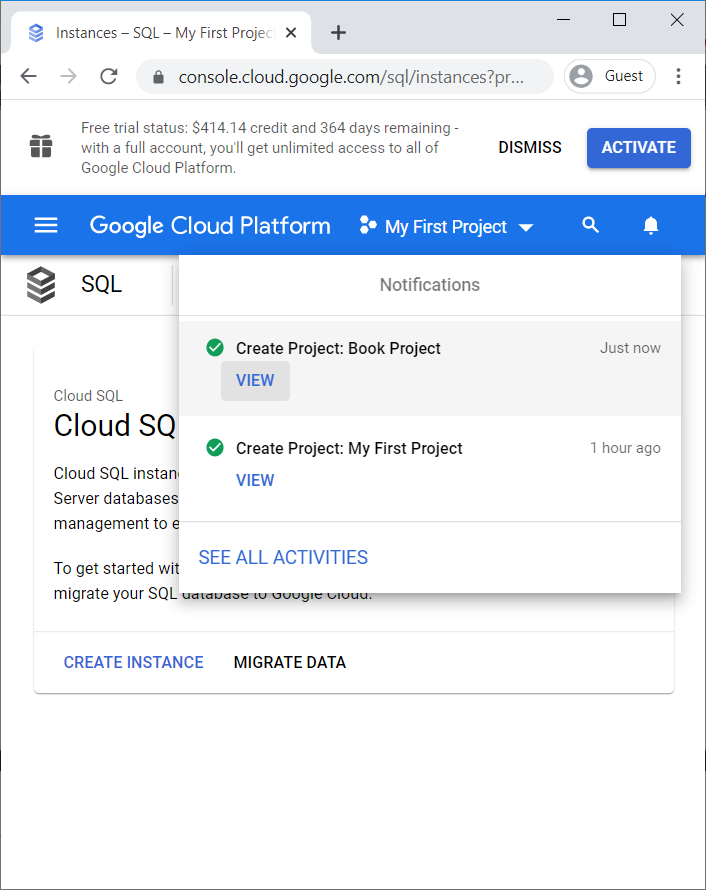 Instances – SQL – My First Projec
console.cloud.google.com/sql/instances?pr...
Guest
Free trial status: $414.14 credit and 364 days remaining -
with a full account, you'll get unlimited access to all of
Google Cloud Platform.
DISMISS
ACTIVATE
Google Cloud Platform
My First Project
SQL
Notifications
Create Project: Book Project
Just now
VIEW
Create Project: My First Project
1 hour ago
VIEW
SEE ALL ACTIVITIES
Cloud SQL
Cloud SQ
Cloud SQL instan
Server databases
management to e
To get started wit
migrate your SQL database to Google Cloud.
CREATE INSTANCE
MIGRATE DATA